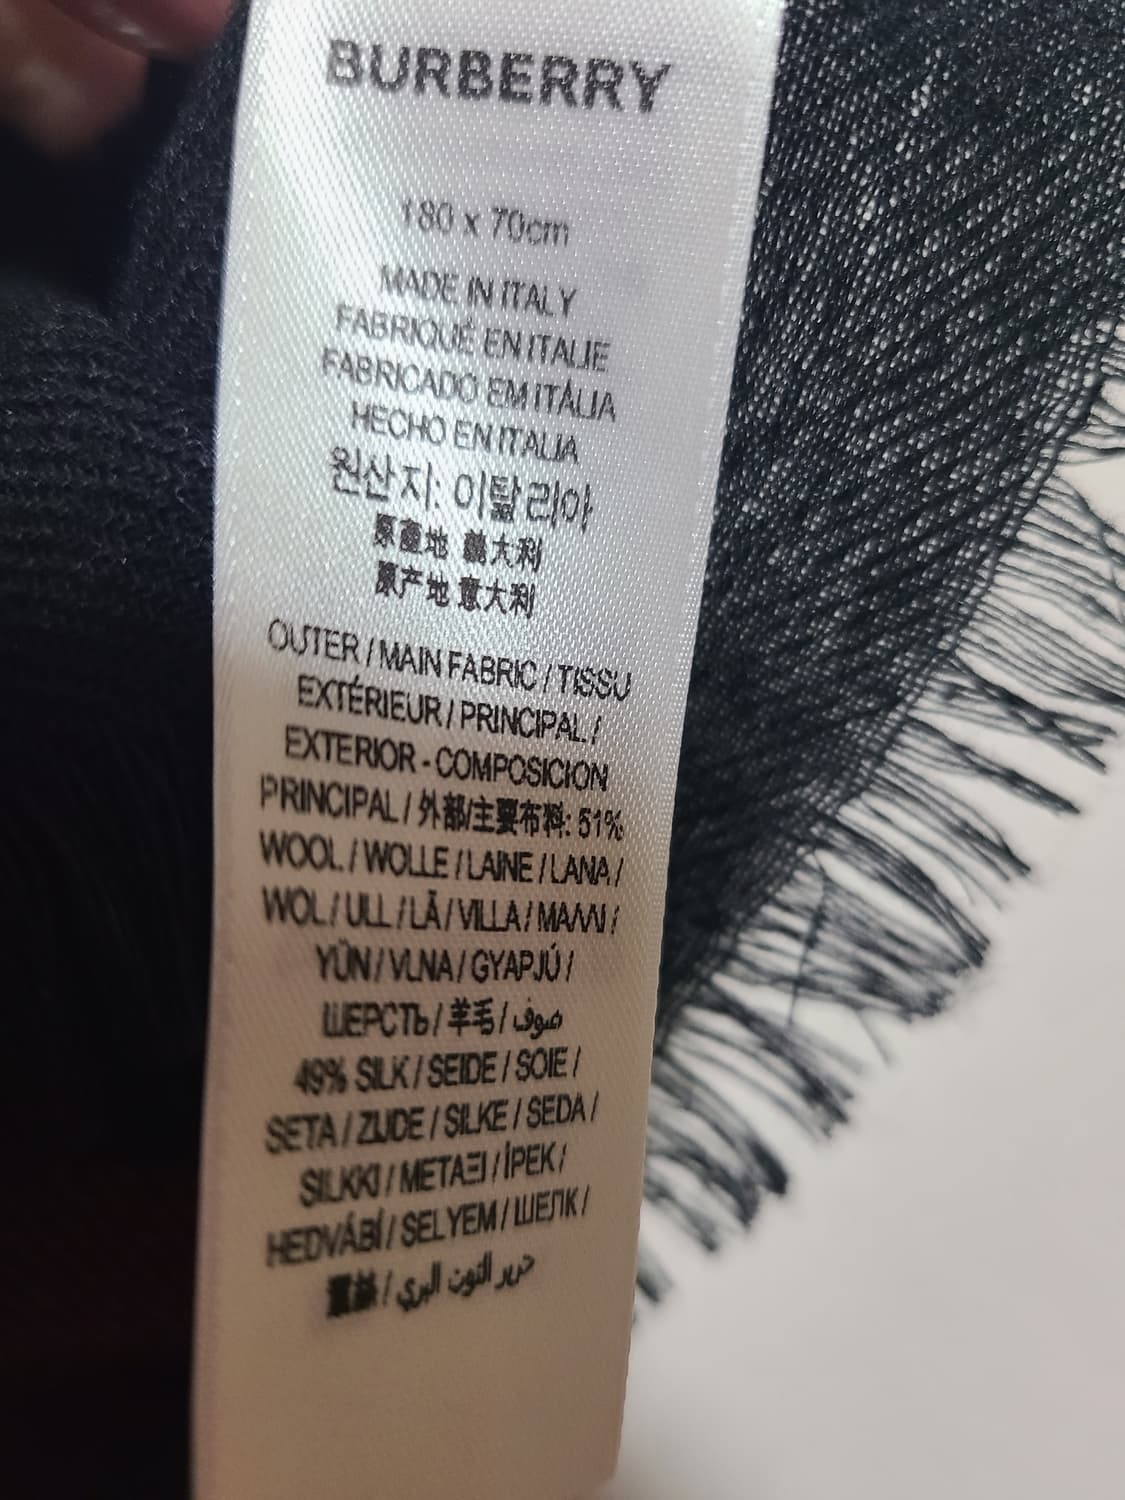 BURBERRY
180 x 70cm
MADE IN ITALY
FABRIQUÉ EN ITALIE
FABRICADO EM ITÁLIA
HECHO EN ITALIA
원산지: 이탈리아
原產地 義大利
原产地 意大利
OUTER / MAIN FABRIC / TISSU
EXTÉRIEUR / PRINCIPAL /
EXTERIOR - COMPOSICION
PRINCIPAL / 外部/主要布料: 51%
WOOL / WOLLE / LAINE / LANA /
WOL / ULL / LÃ / VILLA / ΜΑΛΛΙ /
YÜN / VLNA / GYAPJÚ /
ШЕРСТЬ / 羊毛 / صوف
49% SILK / SEIDE / SOIE /
SETA / ZIJDE / SILKE / SEDA /
SILKKI / ΜΕΤΑΞΙ / İPEK /
HEDVÁBÍ / SELYEM / ШЕЛК /
/ حرير التوت البري